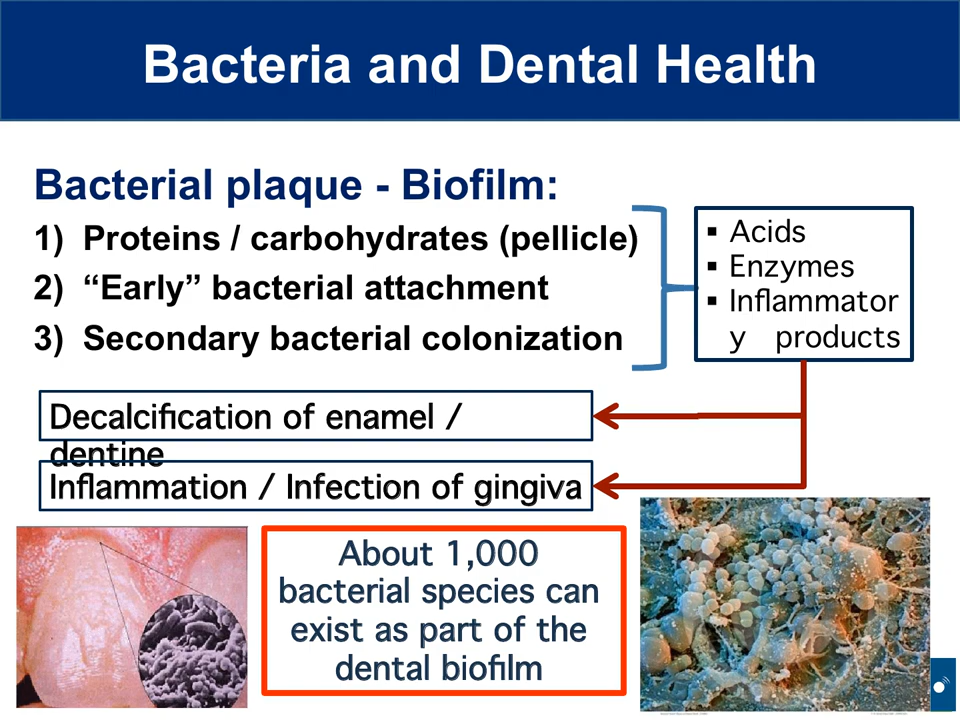 Bacteria and Dental Health
Bacterial plaque - Biofilm:
1) Proteins / carbohydrates (pellicle)
2) “Early” bacterial attachment
3) Secondary bacterial colonization
▪ Acids
▪ Enzymes
▪ Inflammator
y products
Decalcification of enamel /
dentine
Inflammation / Infection of gingiva
About 1,000
bacterial species can
exist as part of the
dental biofilm